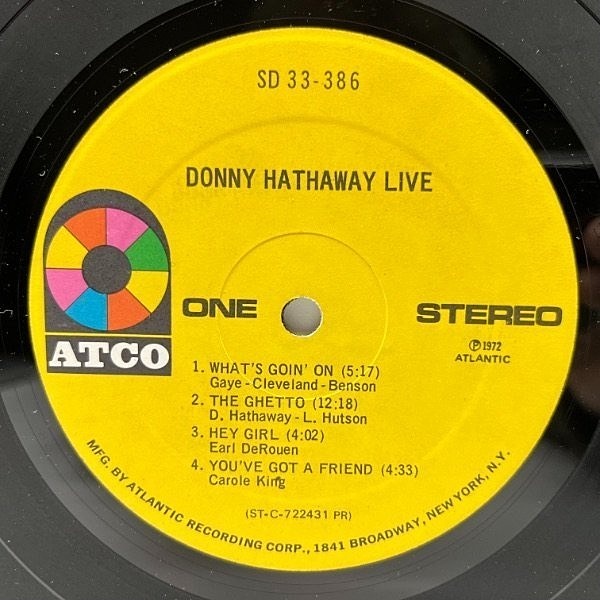 SD 33-386
DONNY HATHAWAY LIVE
ATCO
ONE
STEREO
Ⓟ1972
ATLANTIC
1. WHAT'S GOIN' ON (5:17)
Gaye-Cleveland-Benson
2. THE GHETTO (12:18)
D. Hathaway-L. Hutson
3. HEY GIRL (4:02)
Earl DeRouen
4. YOU'VE GOT A FRIEND (4:33)
Carole King
(ST-C-722431 PR)
MFG. BY ATLANTIC RECORDING CORP., 1841 BROADWAY, NEW YORK, N.Y.